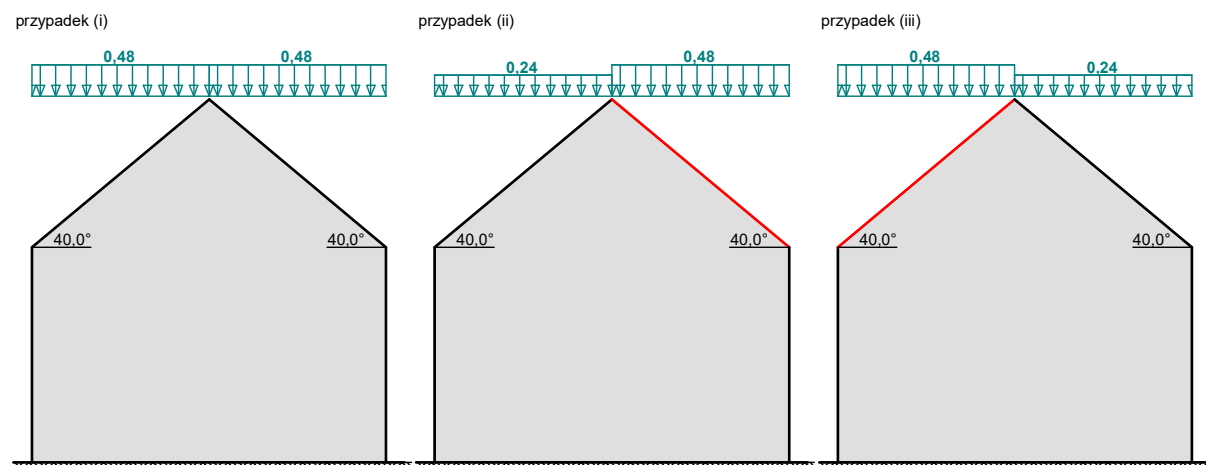 przypadek (i)
0,48 0,48
40,0° 40,0°
przypadek (ii)
0,24 0,48
40,0° 40,0°
przypadek (iii)
0,48 0,24
40,0° 40,0°